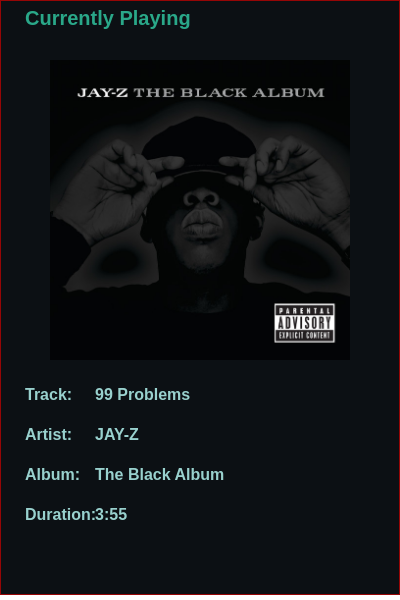 Currently Playing
JAY-Z THE BLACK ALBUM
PARENTAL
ADVISORY
EXPLICIT CONTENT
Track: 99 Problems
Artist: JAY-Z
Album: The Black Album
Duration:3:55